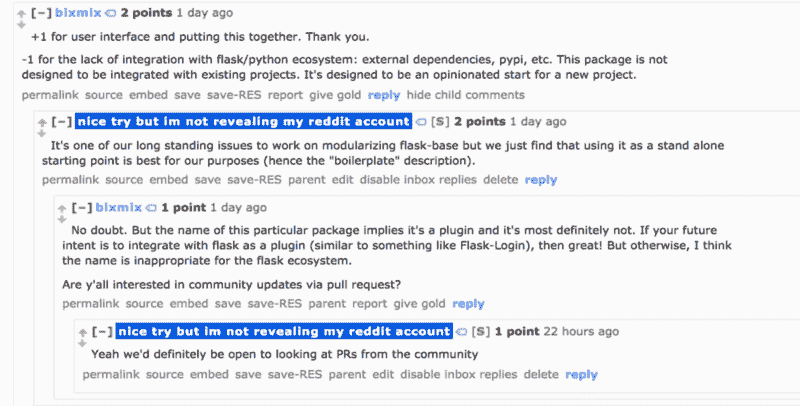 [–] bixmix 2 points 1 day ago
+1 for user interface and putting this together. Thank you.
-1 for the lack of integration with flask/python ecosystem: external dependencies, pypi, etc. This package is not
designed to be integrated with existing projects. It's designed to be an opinionated start for a new project.
permalink source embed save save-RES report give gold reply hide child comments
[–] nice try but im not revealing my reddit account [S] 2 points 1 day ago
It's one of our long standing issues to work on modularizing flask-base but we just find that using it as a stand alone
starting point is best for our purposes (hence the "boilerplate" description).
permalink source embed save save-RES parent edit disable inbox replies delete reply
[–] bixmix 1 point 1 day ago
No doubt. But the name of this particular package implies it's a plugin and it's most definitely not. If your future
intent is to integrate with flask as a plugin (similar to something like Flask-Login), then great! But otherwise, I think
the name is inappropriate for the flask ecosystem.
Are y'all interested in community updates via pull request?
permalink source embed save save-RES parent report give gold reply
[–] nice try but im not revealing my reddit account [S] 1 point 22 hours ago
Yeah we'd definitely be open to looking at PRs from the community
permalink source embed save save-RES parent edit disable inbox replies delete reply